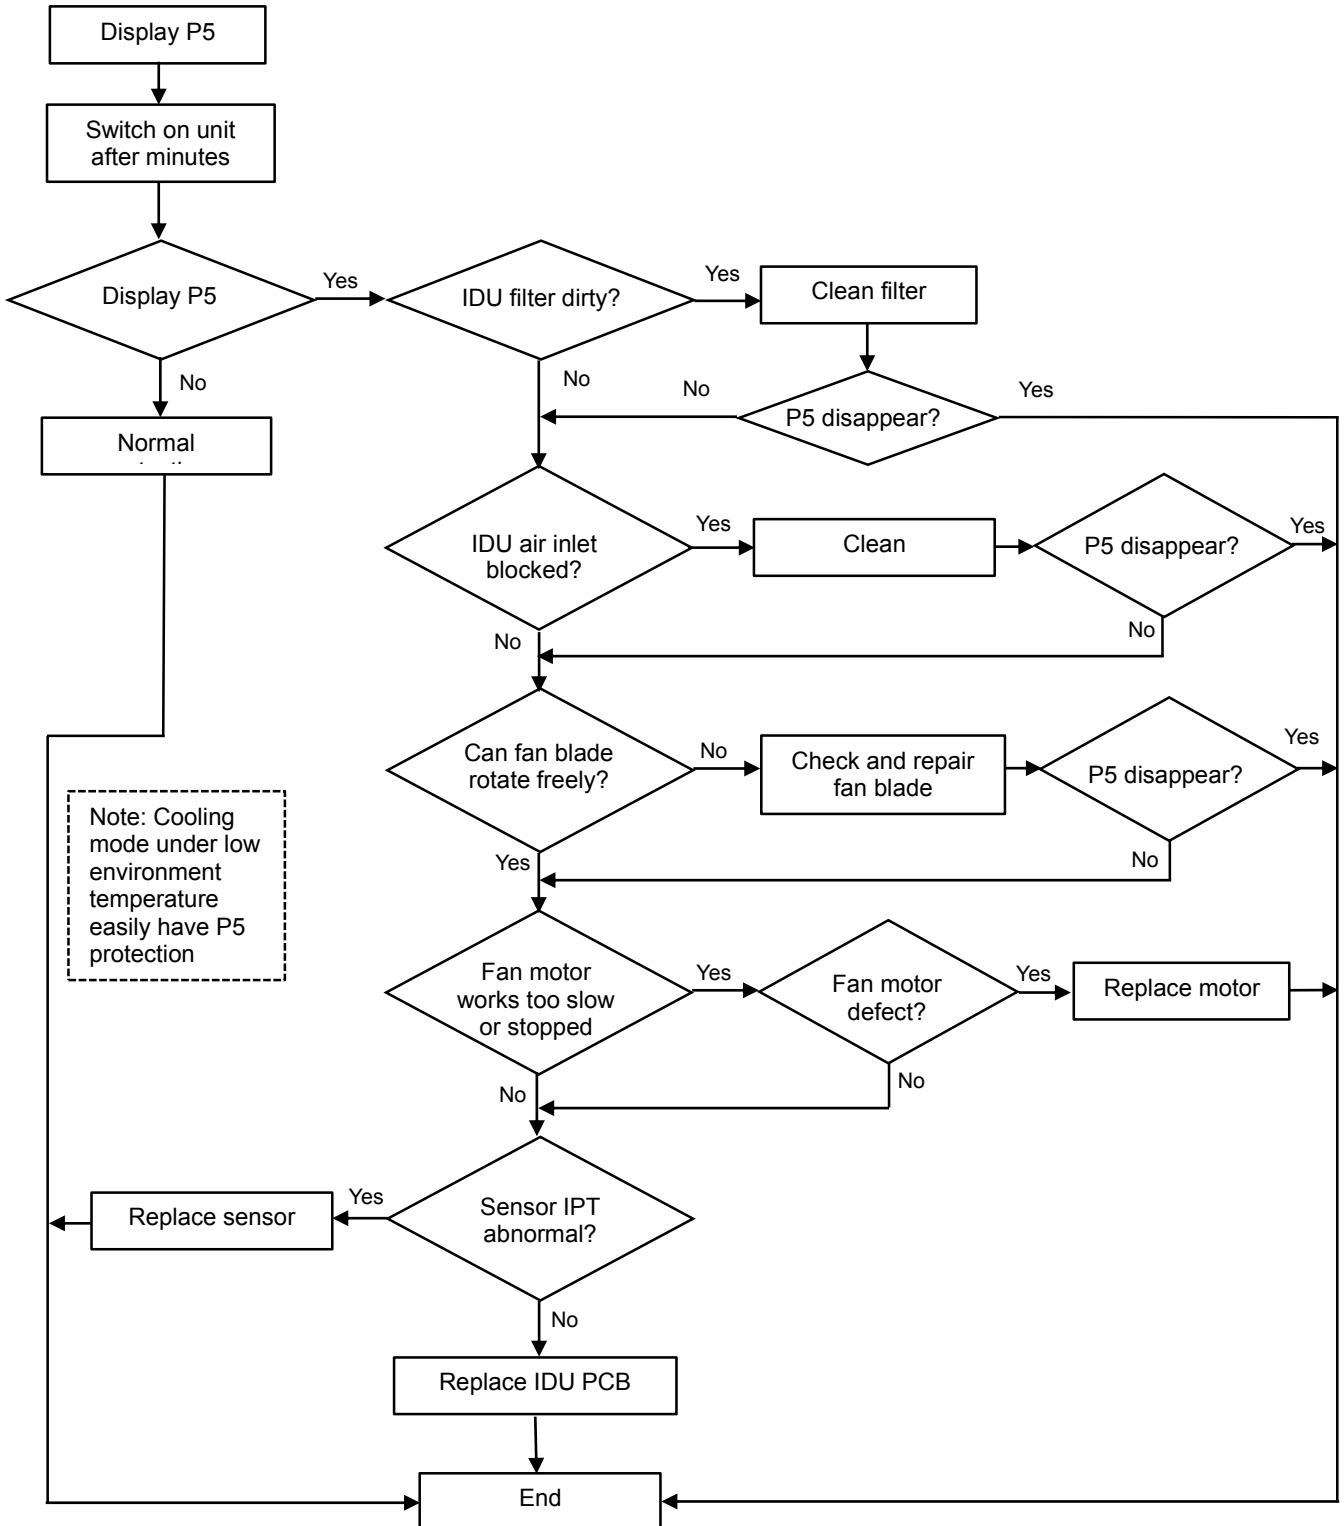 Display P5
Switch on unit
after minutes
Display P5
Yes
IDU filter dirty?
Yes
Clean filter
No
Normal
No
No
P5 disappear?
Yes
IDU air inlet
blocked?
Yes
Clean
P5 disappear?
Yes
No
No
Can fan blade
rotate freely?
No
Check and repair
fan blade
P5 disappear?
Yes
Yes
No
Note: Cooling
mode under low
environment
temperature
easily have P5
protection
Fan motor
works too slow
or stopped
Yes
Fan motor
defect?
Yes
Replace motor
No
No
Sensor IPT
abnormal?
Yes
Replace sensor
No
Replace IDU PCB
End